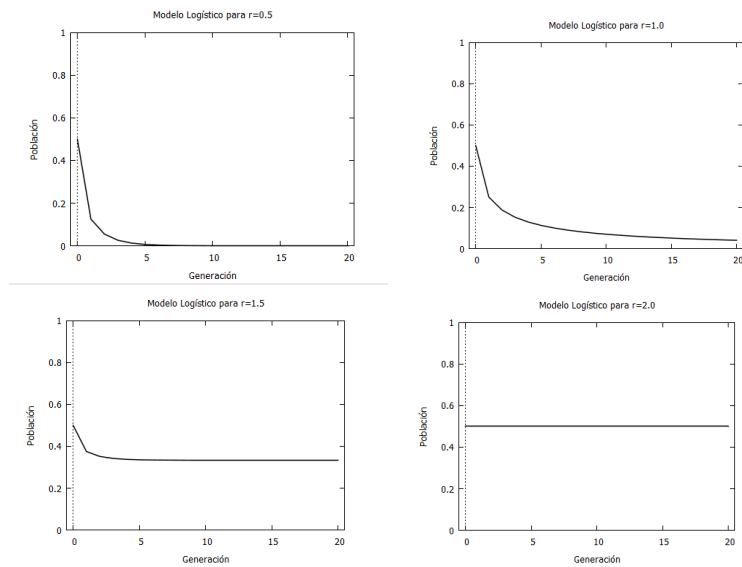 Modelo Logístico para r=0.5
1
0.8
0.6
0.4
0.2
0
Población
0 5 10 15 20
Generación
Modelo Logístico para r=1.0
1
0.8
0.6
0.4
0.2
0
Población
0 5 10 15 20
Generación
Modelo Logístico para r=1.5
1
0.8
0.6
0.4
0.2
0
Población
0 5 10 15 20
Generación
Modelo Logístico para r=2.0
1
0.8
0.6
0.4
0.2
0
Población
0 5 10 15 20
Generación